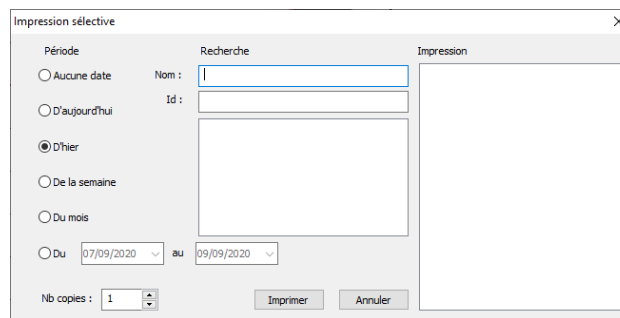 Impression sélective
Période Recherche Impression
Aucune date Nom :
D'aujourd'hui Id :
D'hier
De la semaine
Du mois
Du 07/09/2020 au 09/09/2020
Nb copies : 1 Imprimer Annuler